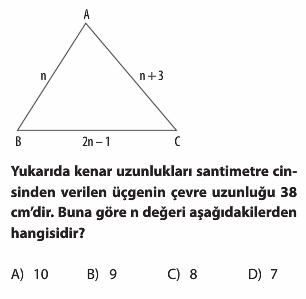 A
n
n + 3
B
2n – 1
C
Yukarıda kenar uzunlukları santimetre cin-
sinden verilen üçgenin çevre uzunluğu 38
cm’dir. Buna göre n değeri aşağıdakilerden
hangisidir?
A) 10 B) 9 C) 8 D) 7